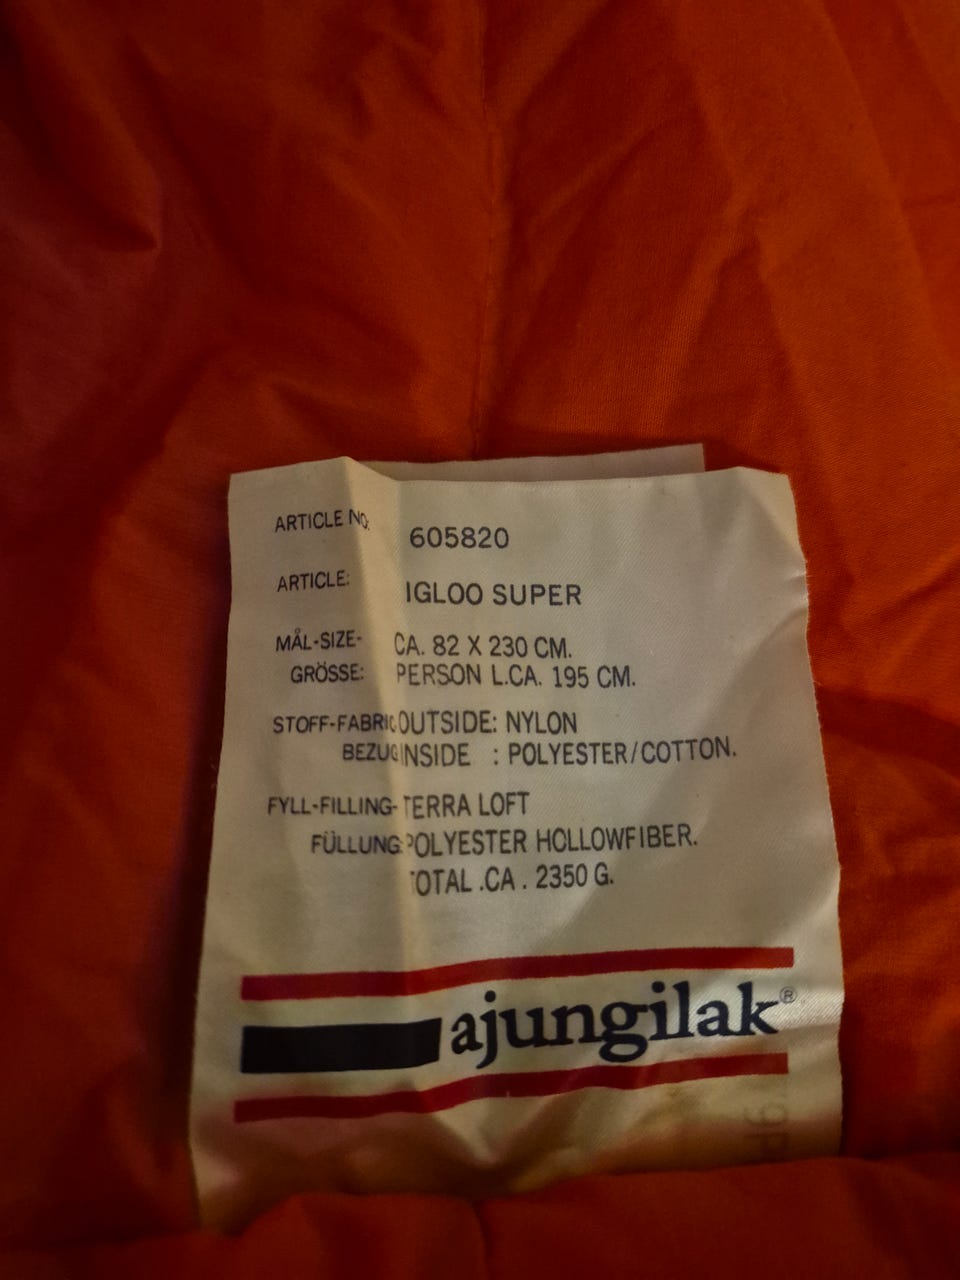 ARTICLE NO: 605820
ARTICLE: IGLOO SUPER
MÅL-SIZE- CA. 82 X 230 CM.
GRÖSSE: PERSON L.CA. 195 CM.
STOFF-FABRIC OUTSIDE: NYLON
BEZUG INSIDE : POLYESTER/COTTON.
FYLL-FILLING- TERRA LOFT
FÜLLUNG: POLYESTER HOLLOWFIBER.
TOTAL .CA . 2350 G.
ajungilak®